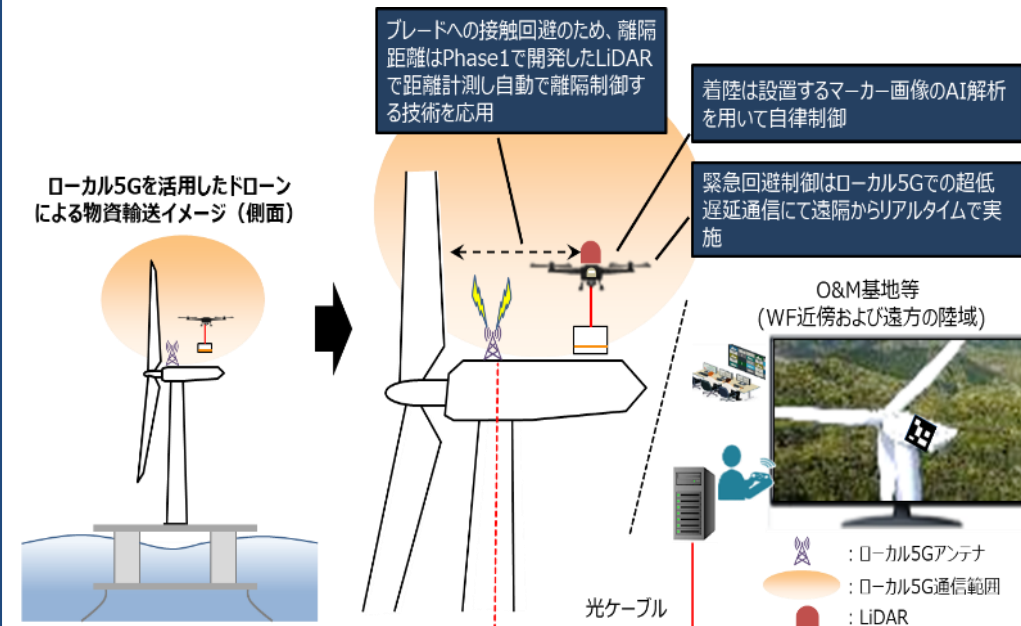 ブレードへの接触回避のため、離隔
距離はPhase1で開発したLiDAR
で距離計測し自動で離隔制御す
る技術を応用
着陸は設置するマーカー画像のAI解析
を用いて自律制御
緊急回避制御はローカル5Gでの超低
遅延通信にて遠隔からリアルタイムで実
施
ローカル5Gを活用したドローン
による物資輸送イメージ（側面）
O&M基地等
(WF近傍および遠方の陸域)
：ローカル5Gアンテナ
：ローカル5G通信範囲
：LiDAR
光ケーブル